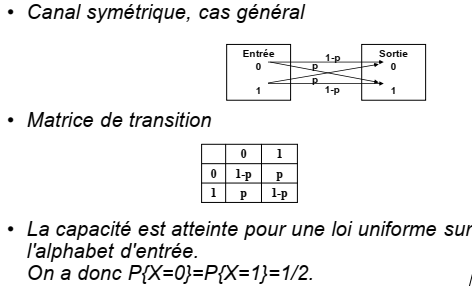 • Canal symétrique, cas général
Entrée Sortie
1-p
0 p 0
p
1 1-p 1
• Matrice de transition
0 1
0 1-p p
1 p 1-p
• La capacité est atteinte pour une loi uniforme sur
l'alphabet d'entrée.
On a donc P{X=0}=P{X=1}=1/2.